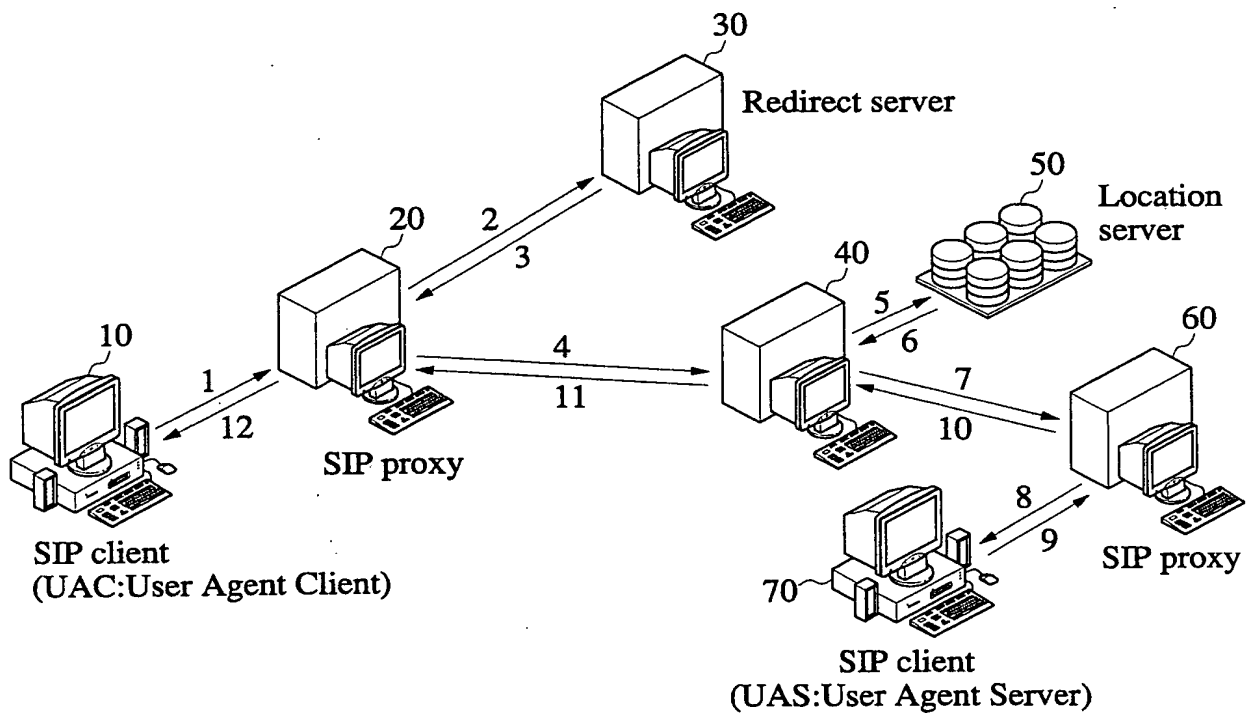 30
Redirect server
50
Location
server
20
2
3
40
5
6
60
10
1
12
4
11
7
10
SIP proxy
SIP client
(UAC:User Agent Client)
8
9
SIP proxy
70
SIP client
(UAS:User Agent Server)